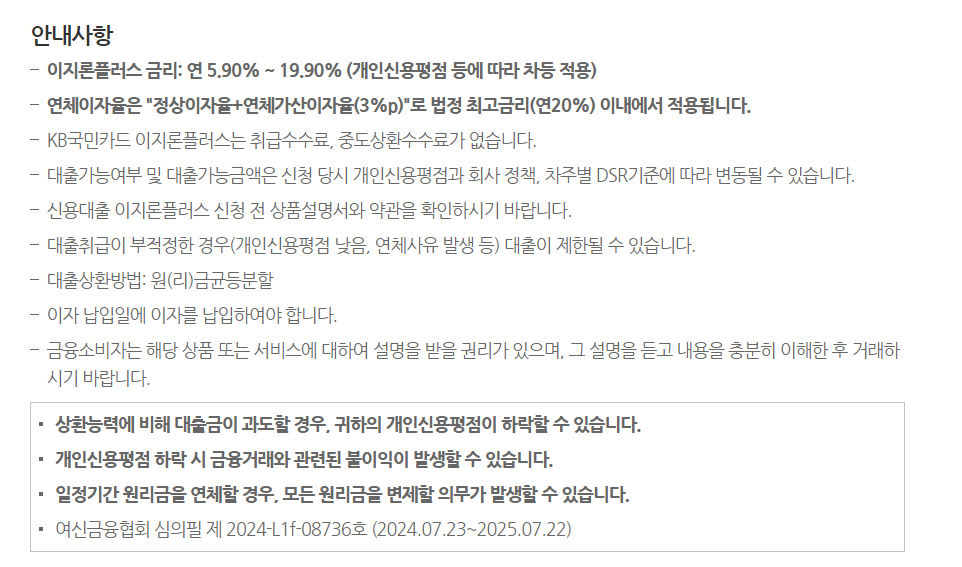 안내사항
– 이지론플러스 금리: 연 5.90% ~ 19.90% (개인신용평점 등에 따라 차등 적용)
– 연체이자율은 "정상이자율+연체가산이자율(3%p)"로 법정 최고금리(연20%) 이내에서 적용됩니다.
– KB국민카드 이지론플러스는 취급수수료, 중도상환수수료가 없습니다.
– 대출가능여부 및 대출가능금액은 신청 당시 개인신용평점과 회사 정책, 차주별 DSR기준에 따라 변동될 수 있습니다.
– 신용대출 이지론플러스 신청 전 상품설명서와 약관을 확인하시기 바랍니다.
– 대출취급이 부적정한 경우(개인신용평점 낮음, 연체사유 발생 등) 대출이 제한될 수 있습니다.
– 대출상환방법: 원(리)금균등분할
– 이자 납입일에 이자를 납입하여야 합니다.
– 금융소비자는 해당 상품 또는 서비스에 대하여 설명을 받을 권리가 있으며, 그 설명을 듣고 내용을 충분히 이해한 후 거래하
시기 바랍니다.
▪ 상환능력에 비해 대출금이 과도할 경우, 귀하의 개인신용평점이 하락할 수 있습니다.
▪ 개인신용평점 하락 시 금융거래와 관련된 불이익이 발생할 수 있습니다.
▪ 일정기간 원리금을 연체할 경우, 모든 원리금을 변제할 의무가 발생할 수 있습니다.
▪ 여신금융협회 심의필 제 2024-L1f-08736호 (2024.07.23~2025.07.22)